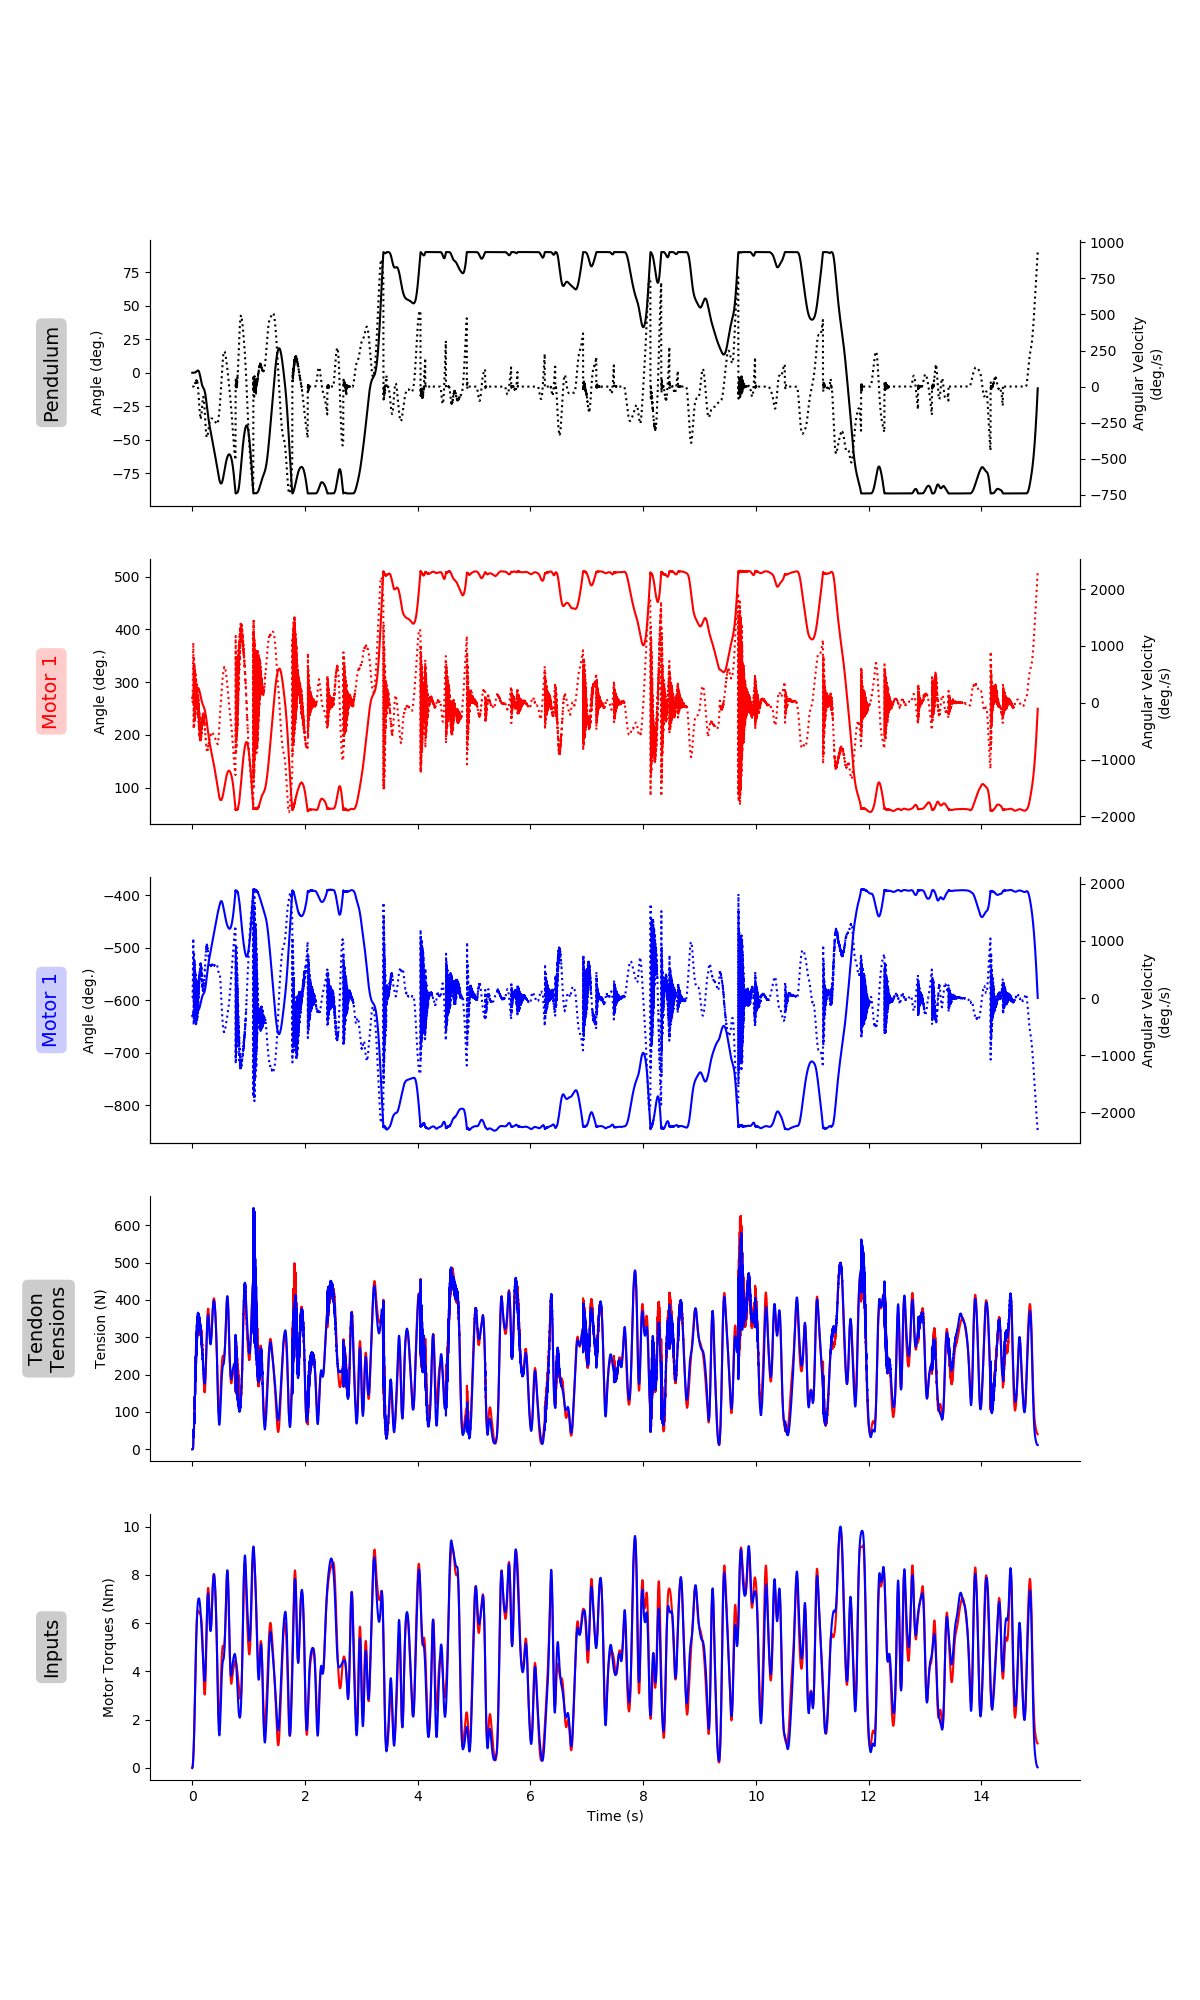 Pendulum
Angle (deg.)
75
50
25
0
−25
−50
−75
1000
750
500
250
0
−250
−500
−750
Angular Velocity
(deg./s)
Motor 1
Angle (deg.)
500
400
300
200
100
2000
1000
0
−1000
−2000
Angular Velocity
(deg./s)
Motor 1
Angle (deg.)
−400
−500
−600
−700
−800
2000
1000
0
−1000
−2000
Angular Velocity
(deg./s)
Tendon
Tensions
Tension (N)
600
500
400
300
200
100
0
Inputs
Motor Torques (Nm)
10
8
6
4
2
0
0 2 4 6 8 10 12 14
Time (s)